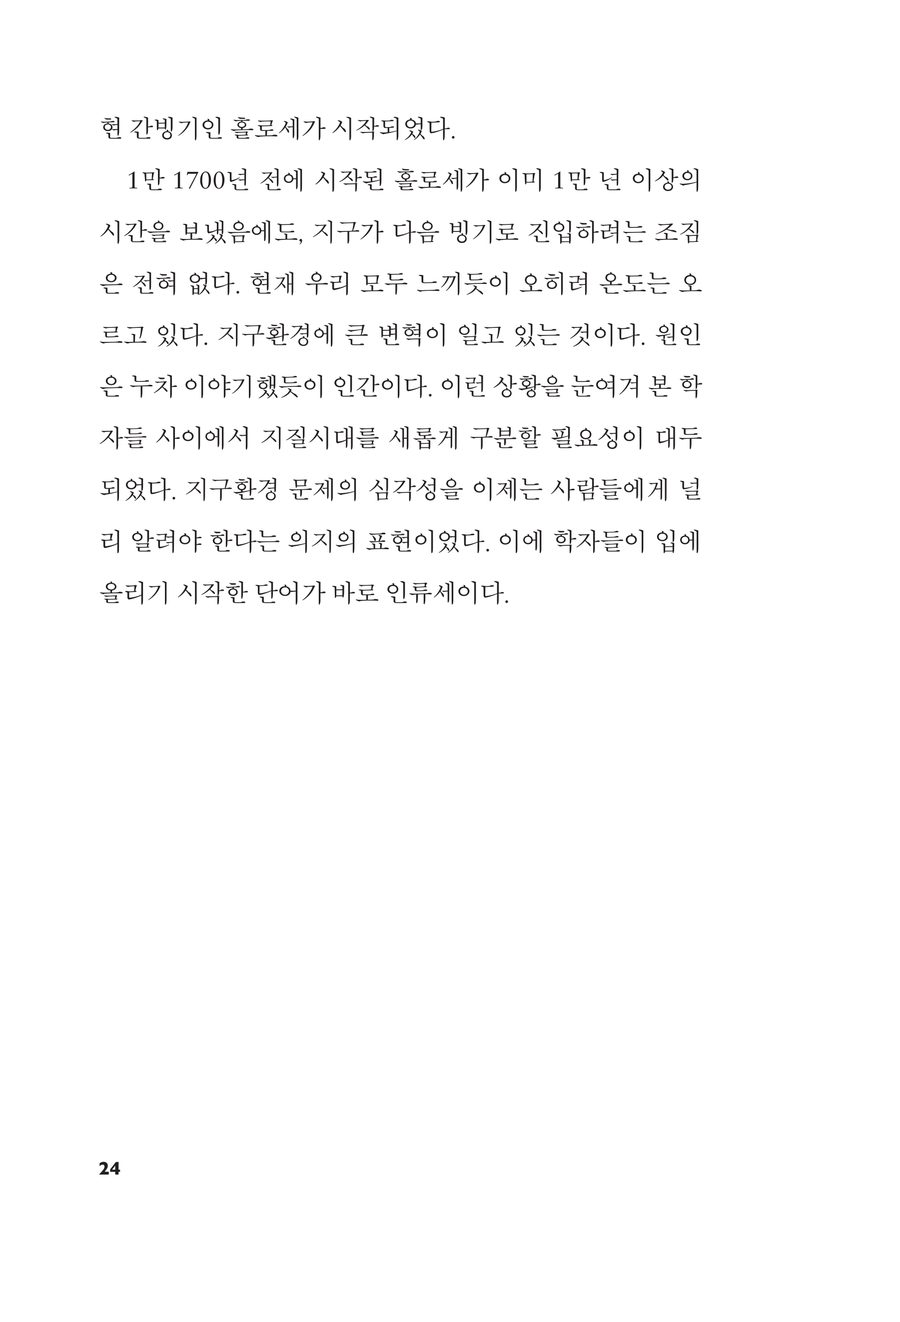 현 간빙기인 홀로세가 시작되었다.
1만 1700년 전에 시작된 홀로세가 이미 1만 년 이상의
시간을 보냈음에도, 지구가 다음 빙기로 진입하려는 조짐
은 전혀 없다. 현재 우리 모두 느끼듯이 오히려 온도는 오
르고 있다. 지구환경에 큰 변혁이 일고 있는 것이다. 원인
은 누차 이야기했듯이 인간이다. 이런 상황을 눈여겨 본 학
자들 사이에서 지질시대를 새롭게 구분할 필요성이 대두
되었다. 지구환경 문제의 심각성을 이제는 사람들에게 널
리 알려야 한다는 의지의 표현이었다. 이에 학자들이 입에
올리기 시작한 단어가 바로 인류세이다.
24